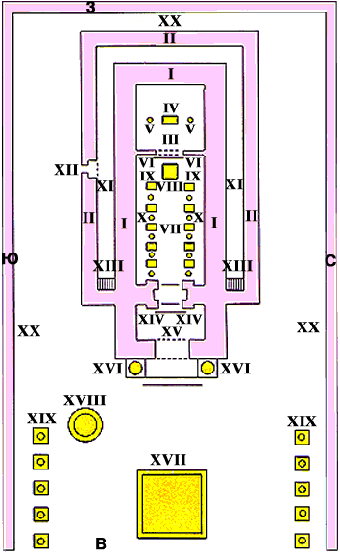 З
XX
II
I
IV
V V
III
VI VI
XII
IX VIII IX
XI XI
II I X VII X I II
Ю С
XIII XIII
XIV XIV
XV
XX XX
XVI XVI
XVIII
XIX XIX
XVII
В